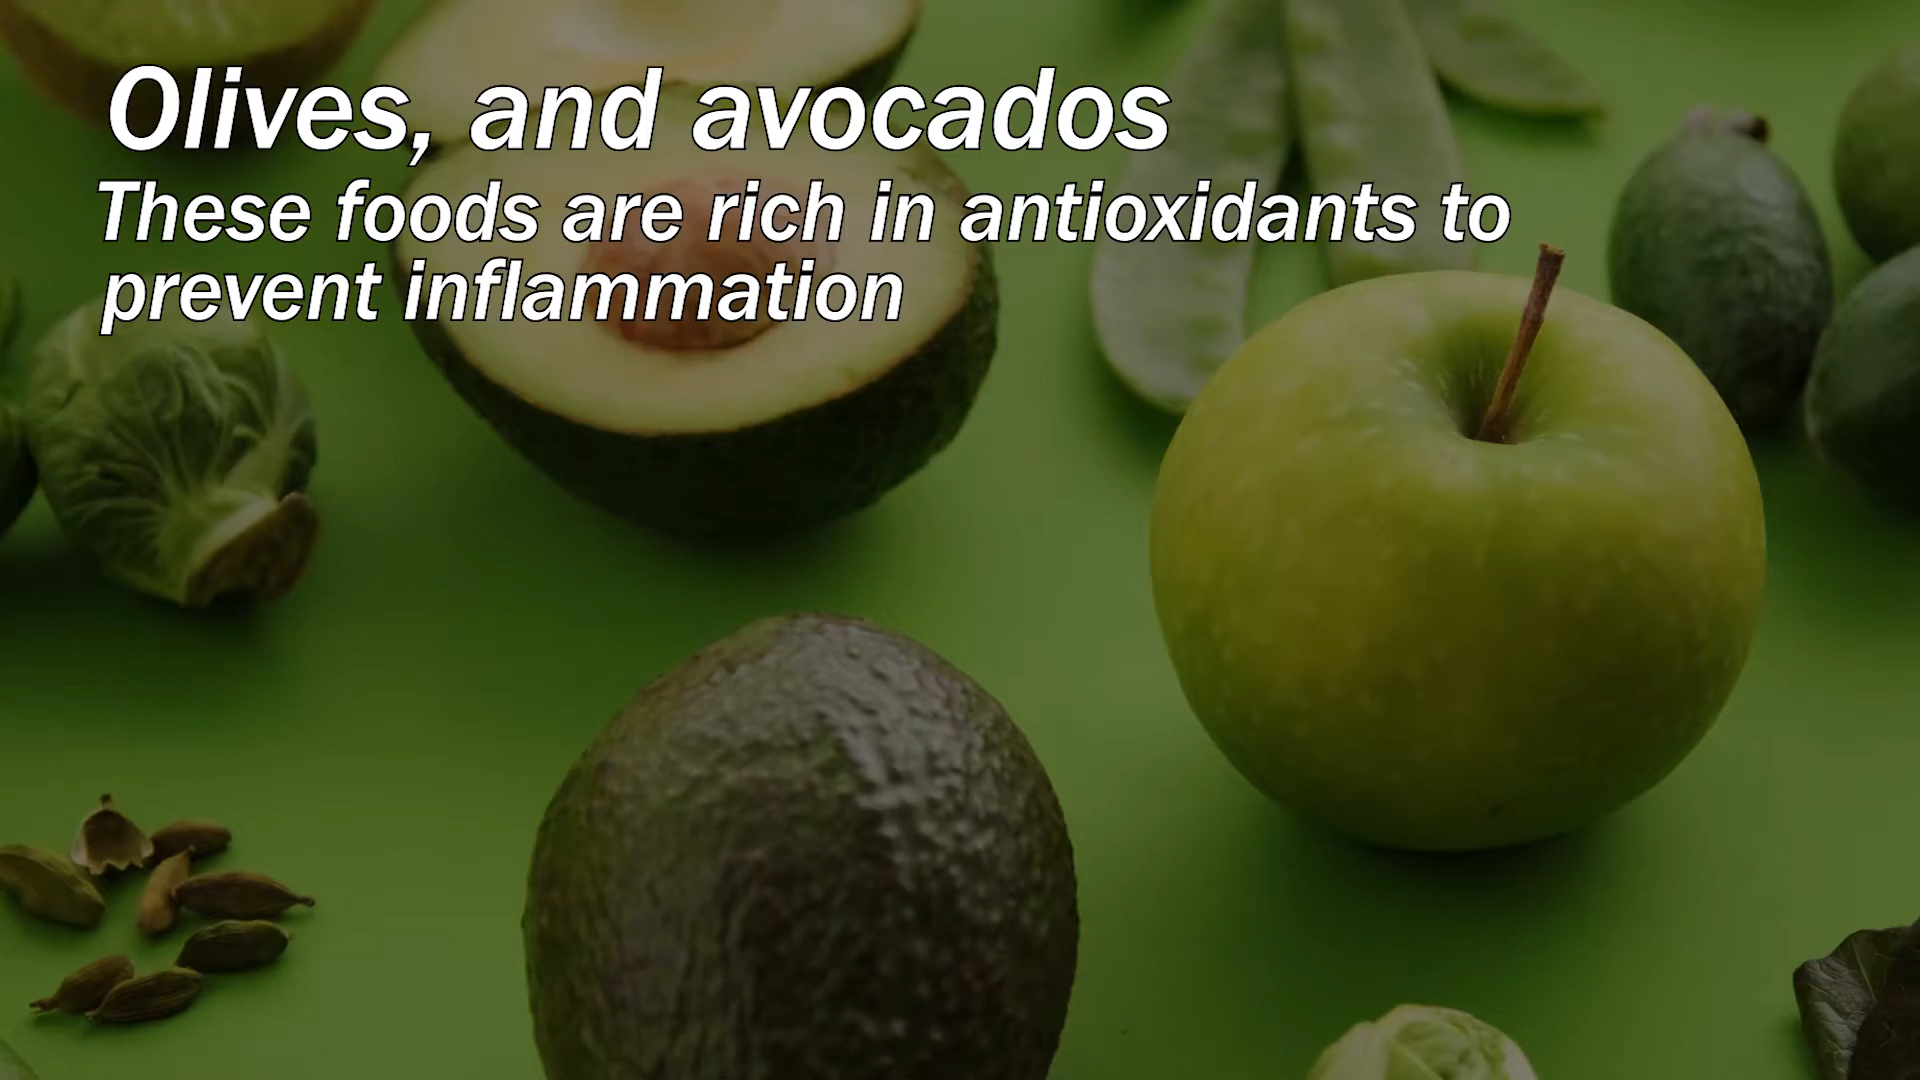 Olives, and avocados
These foods are rich in antioxidants to
prevent inflammation